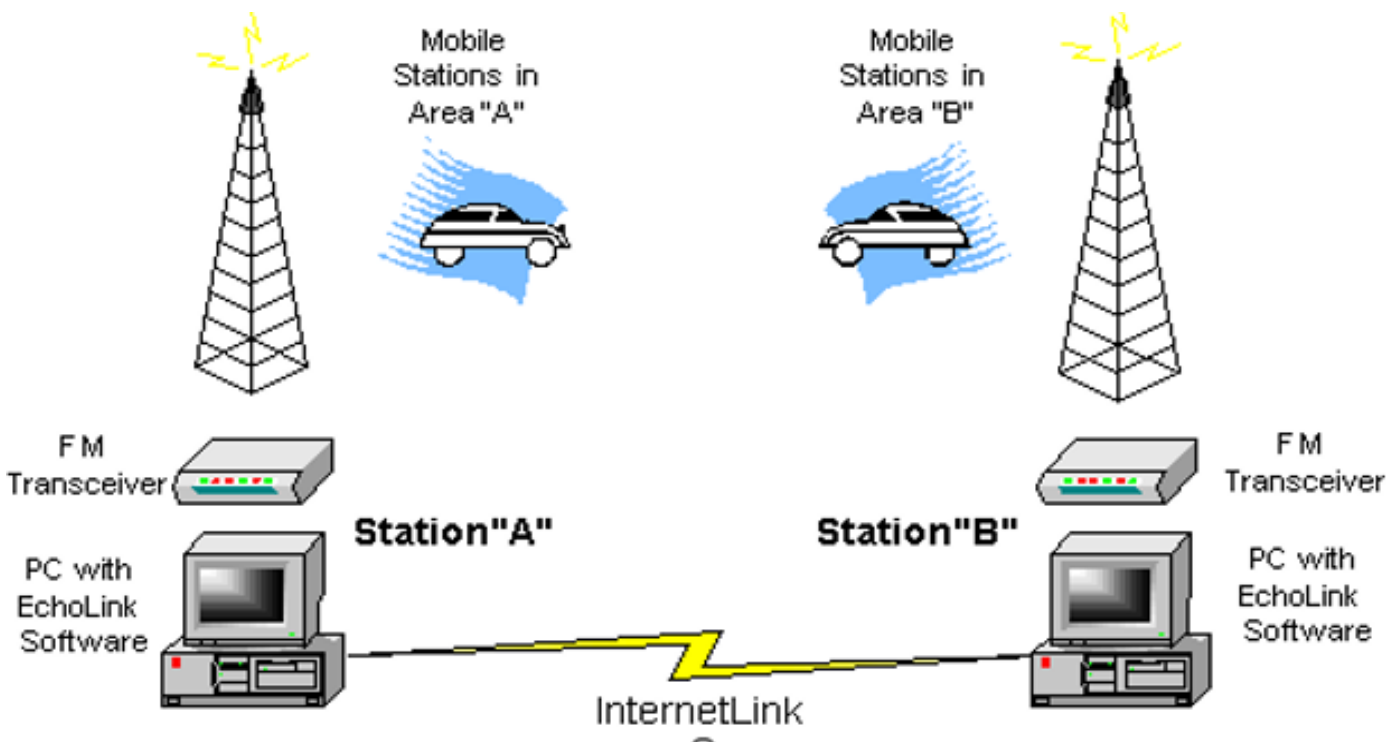 Mobile
Stations in
Area "A"
Mobile
Stations in
Area "B"
FM
Transceiver
FM
Transceiver
Station"A"
Station"B"
PC with
EchoLink
Software
PC with
EchoLink
Software
InternetLink